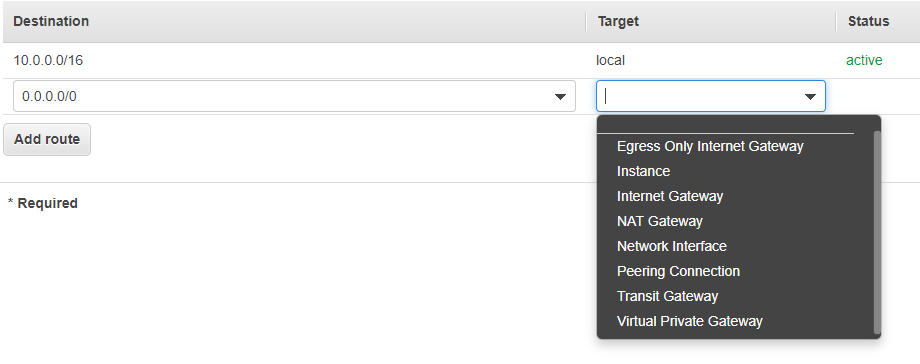 Destination Target Status
10.0.0.0/16 local active
0.0.0.0/0
Add route
Egress Only Internet Gateway
Instance
Internet Gateway
NAT Gateway
* Required
Network Interface
Peering Connection
Transit Gateway
Virtual Private Gateway